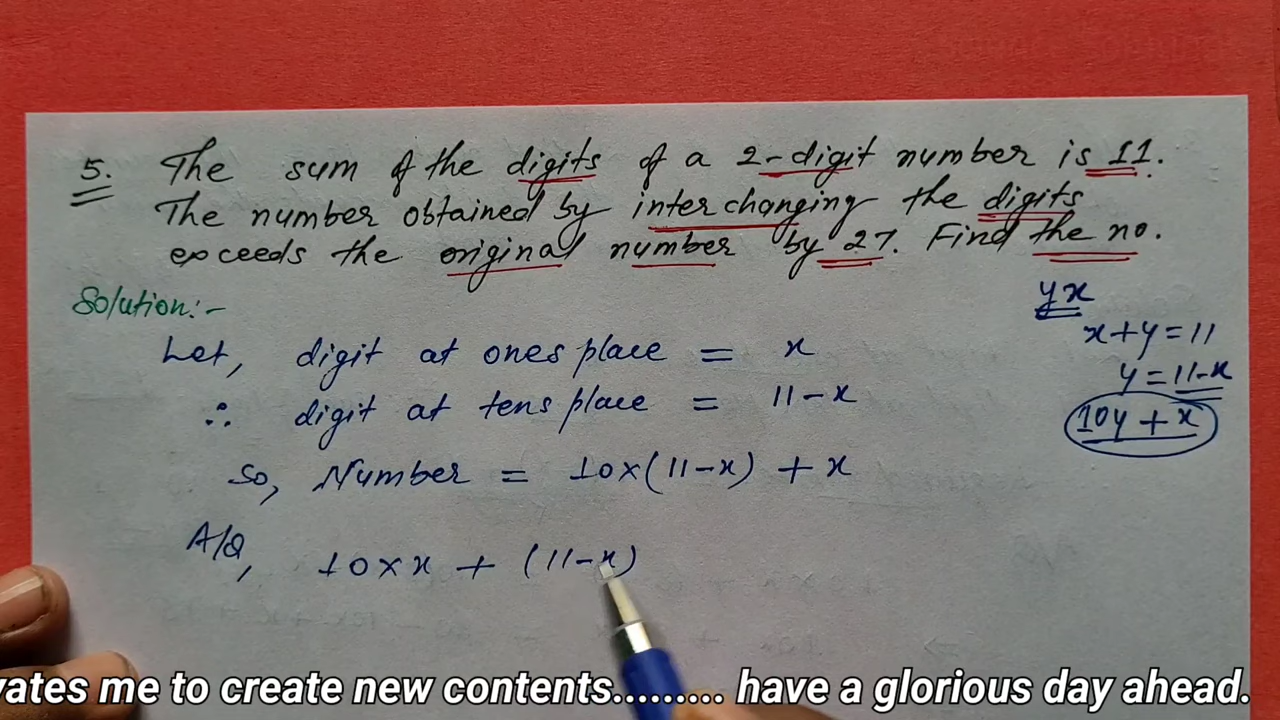 5. The sum of the digits of a 2-digit number is 11.
The number obtained by interchanging the digits
exceeds the original number by 27. Find the no.
Solution:-
yx
x+y=11
Let, digit at ones place = x
y=11-x
∴ digit at tens place = 11-x
10y+x
So, Number = 10×(11-x) + x
A/Q, 10×x + (11-x)
vates me to create new contents......... have a glorious day ahead.